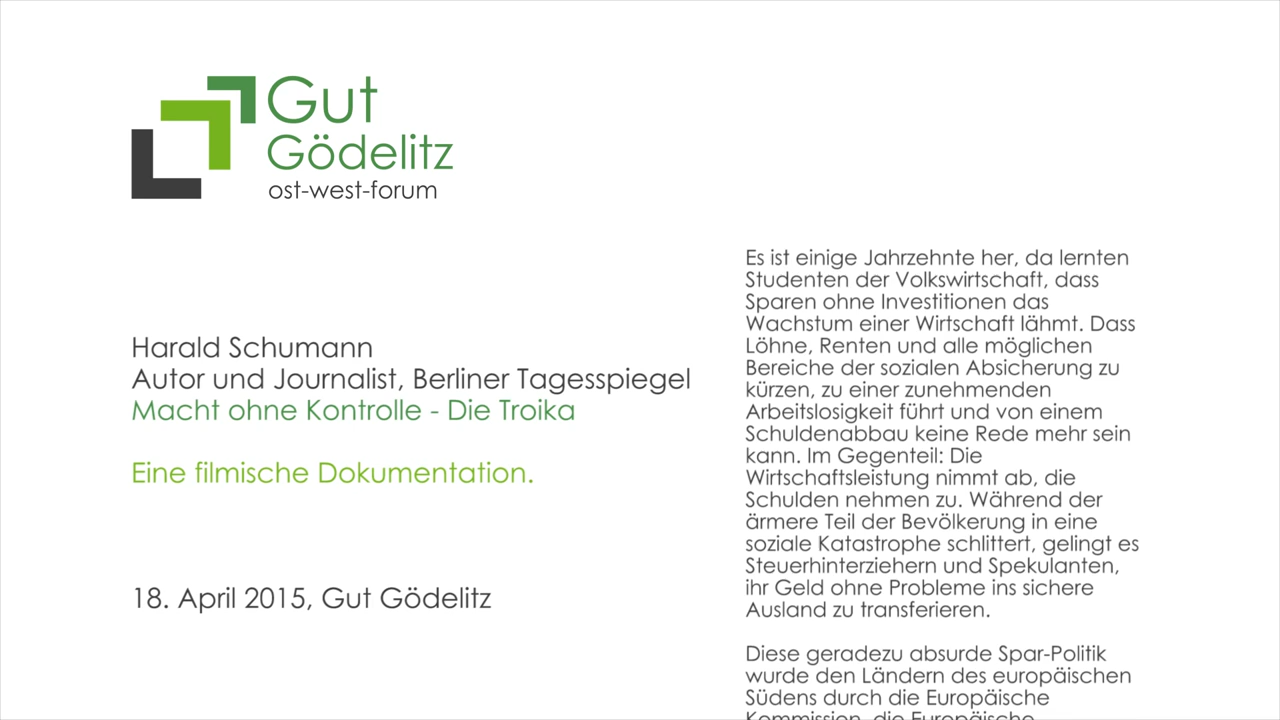 Gut
Gödelitz
ost-west-forum
Harald Schumann
Autor und Journalist, Berliner Tagesspiegel
Macht ohne Kontrolle - Die Troika
Eine filmische Dokumentation.
18. April 2015, Gut Gödelitz
Es ist einige Jahrzehnte her, da lernten
Studenten der Volkswirtschaft, dass
Sparen ohne Investitionen das
Wachstum einer Wirtschaft lähmt. Dass
Löhne, Renten und alle möglichen
Bereiche der sozialen Absicherung zu
kürzen, zu einer zunehmenden
Arbeitslosigkeit führt und von einem
Schuldenabbau keine Rede mehr sein
kann. Im Gegenteil: Die
Wirtschaftsleistung nimmt ab, die
Schulden nehmen zu. Während der
ärmere Teil der Bevölkerung in eine
soziale Katastrophe schlittert, gelingt es
Steuerhinterziehern und Spekulanten,
ihr Geld ohne Probleme ins sichere
Ausland zu transferieren.
Diese geradezu absurde Spar-Politik
wurde den Ländern des europäischen
Südens durch die Europäische
Kommission, die Europäische